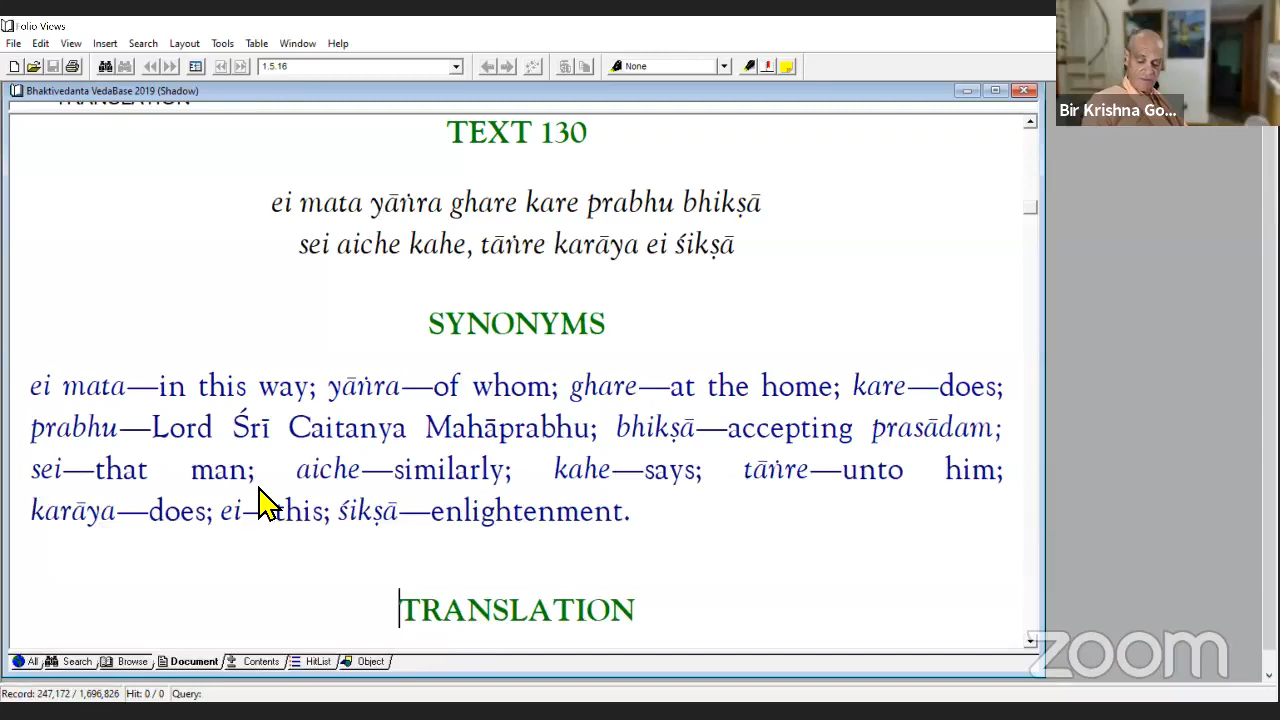 Folio Views
File Edit View Insert Search Layout Tools Table Window Help
1.5.16 None
Bhaktivedanta VedaBase 2019 (Shadow)
TRANSLATION
TEXT 130
ei mata yāṅra ghare kare prabhu bhikṣā
sei aiche kahe, tāṅre karāya ei śikṣā
SYNONYMS
ei mata—in this way; yāṅra—of whom; ghare—at the home; kare—does;
prabhu—Lord Śrī Caitanya Mahāprabhu; bhikṣā—accepting prasādam;
sei—that man; aiche—similarly; kahe—says; tāṅre—unto him;
karāya—does; ei—this; śikṣā—enlightenment.
TRANSLATION
All Search Browse Document Contents HitList Object
Record: 247,172 / 1,696,826 Hit: 0 / 0 Query:
Bir Krishna Go...
zoom